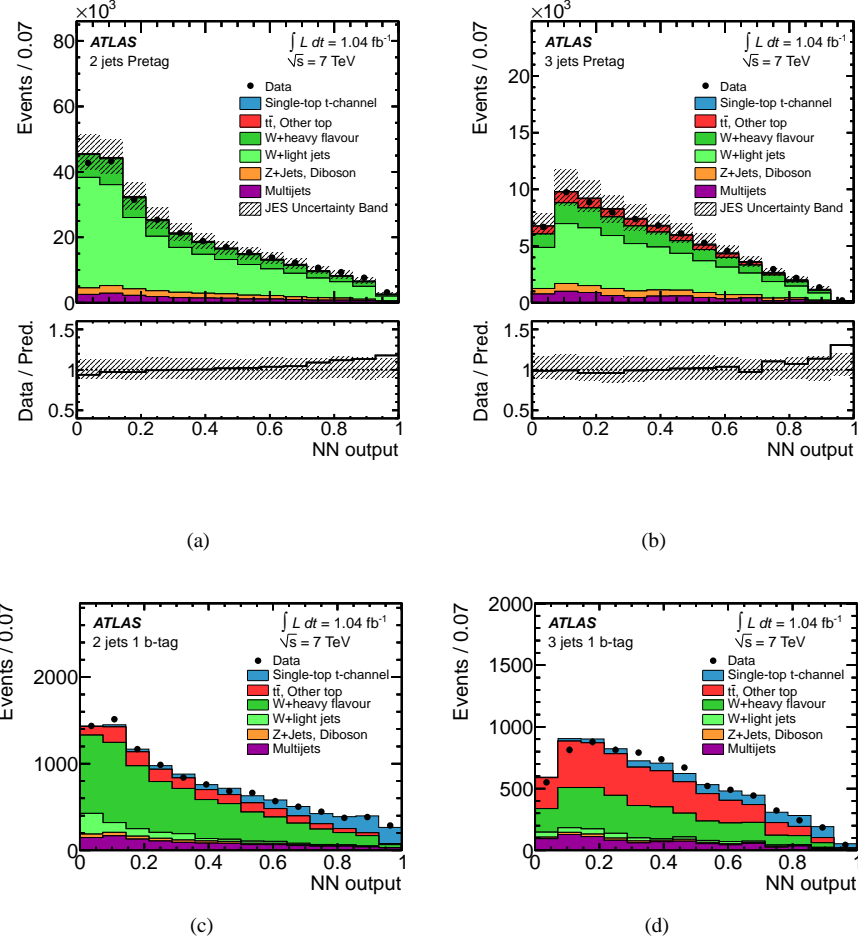 ×10³
Events / 0.07
80
60
40
20
0
ATLAS
2 jets Pretag
∫ L dt = 1.04 fb⁻¹
√s = 7 TeV
Data
Single-top t-channel
tt̄, Other top
W+heavy flavour
W+light jets
Z+Jets, Diboson
Multijets
JES Uncertainty Band
Data / Pred.
1.5
1
0.5
0 0.2 0.4 0.6 0.8 1
NN output
(a)
×10³
Events / 0.07
20
15
10
5
0
ATLAS
3 jets Pretag
∫ L dt = 1.04 fb⁻¹
√s = 7 TeV
Data
Single-top t-channel
tt̄, Other top
W+heavy flavour
W+light jets
Z+Jets, Diboson
Multijets
JES Uncertainty Band
Data / Pred.
1.5
1
0.5
0 0.2 0.4 0.6 0.8 1
NN output
(b)
Events / 0.07
2000
1000
0
ATLAS
2 jets 1 b-tag
∫ L dt = 1.04 fb⁻¹
√s = 7 TeV
Data
Single-top t-channel
tt̄, Other top
W+heavy flavour
W+light jets
Z+Jets, Diboson
Multijets
0 0.2 0.4 0.6 0.8 1
NN output
(c)
Events / 0.07
2000
1500
1000
500
0
ATLAS
3 jets 1 b-tag
∫ L dt = 1.04 fb⁻¹
√s = 7 TeV
Data
Single-top t-channel
tt̄, Other top
W+heavy flavour
W+light jets
Z+Jets, Diboson
Multijets
0 0.2 0.4 0.6 0.8 1
NN output
(d)